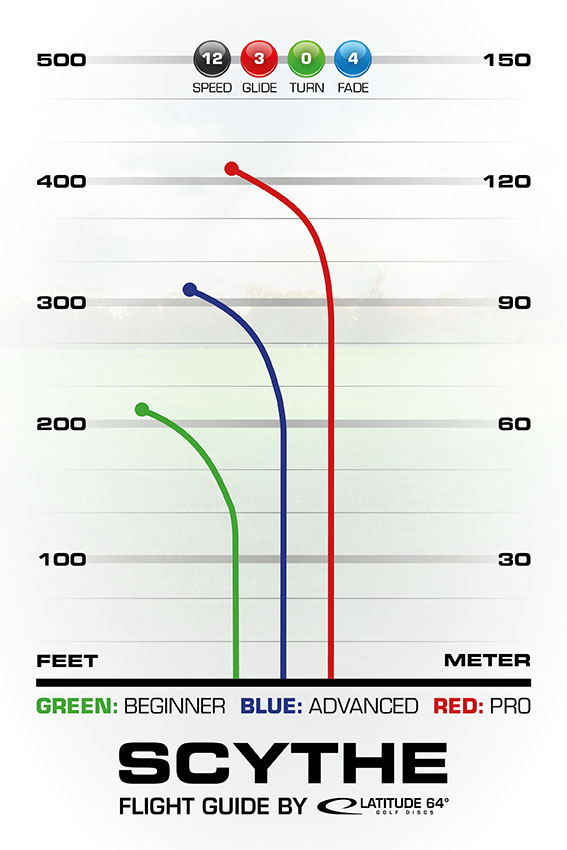 500 12 3 0 4 150
SPEED GLIDE TURN FADE
400 120
300 90
200 60
100 30
FEET METER
GREEN: BEGINNER BLUE: ADVANCED RED: PRO
SCYTHE
FLIGHT GUIDE BY LATITUDE 64°
GOLF DISCS